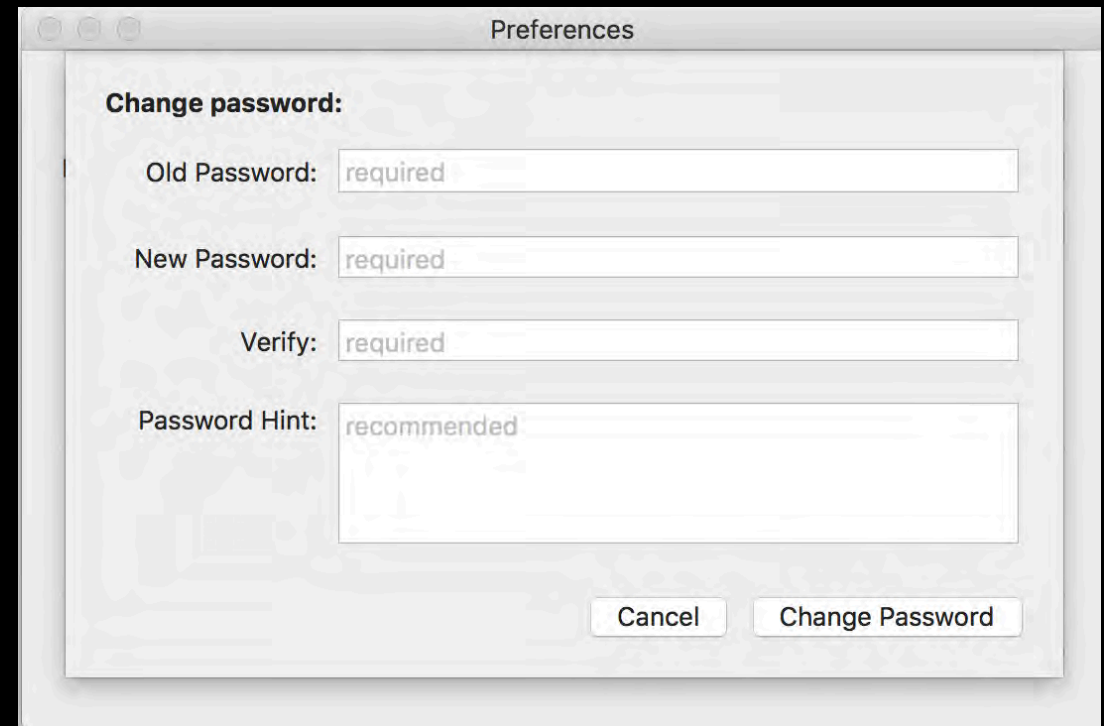 Preferences
Change password:
Old Password: required
New Password: required
Verify: required
Password Hint: recommended
Cancel Change Password